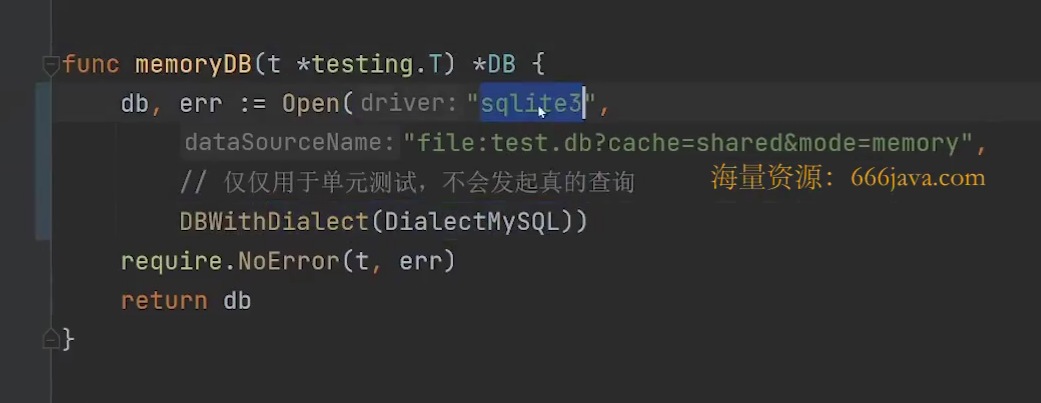 func memoryDB(t *testing.T) *DB {
db, err := Open( driver: "sqlite3",
dataSourceName: "file:test.db?cache=shared&mode=memory",
// 仅仅用于单元测试，不会发起真的查询
海量资源：666java.com
DBWithDialect(DialectMySQL))
require.NoError(t, err)
return db
}